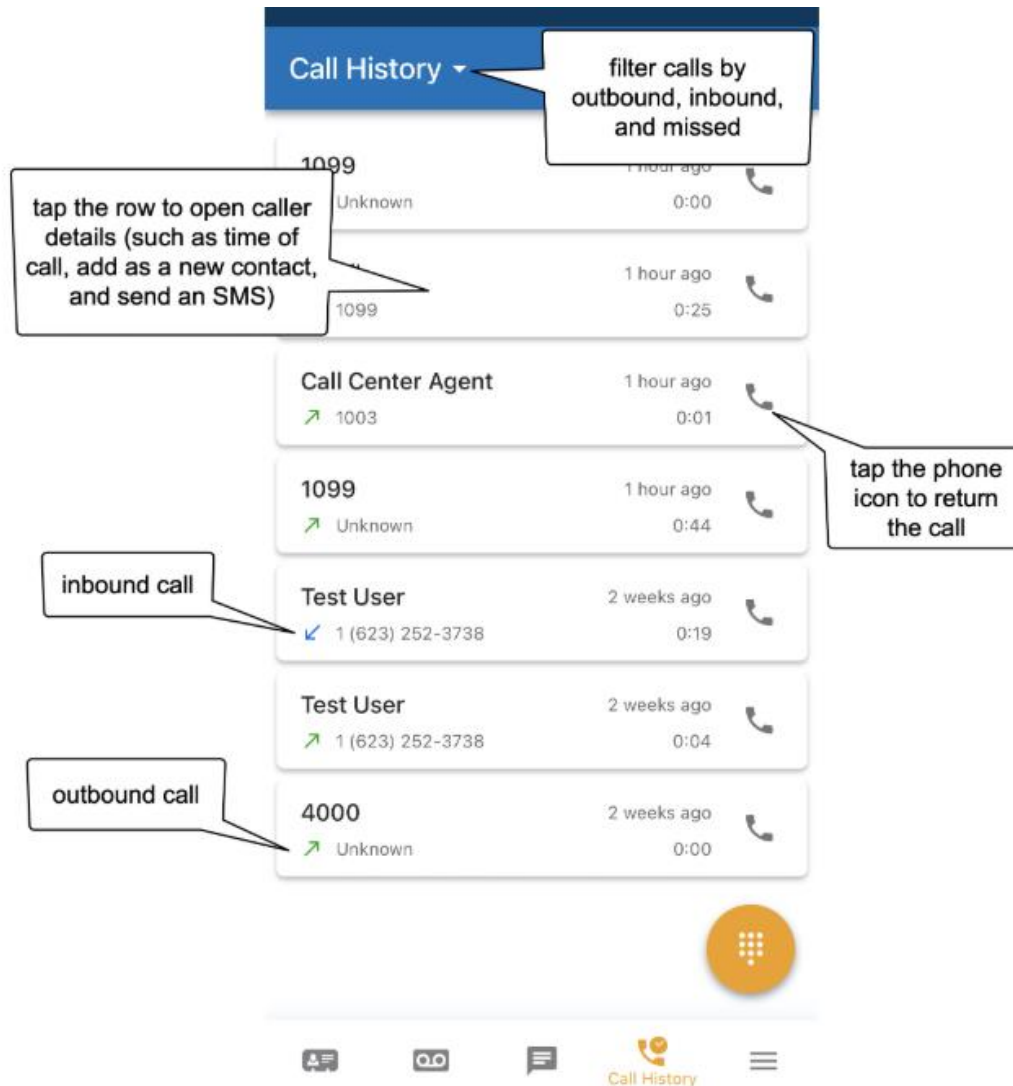 Call History
filter calls by
outbound, inbound,
and missed
1099
1 hour ago
Unknown
0:00
tap the row to open caller
details (such as time of
call, add as a new contact,
and send an SMS)
1 hour ago
1099
0:25
Call Center Agent
1 hour ago
1003
0:01
tap the phone
icon to return
the call
1099
1 hour ago
Unknown
0:44
inbound call
Test User
2 weeks ago
1 (623) 252-3738
0:19
Test User
2 weeks ago
1 (623) 252-3738
0:04
outbound call
4000
2 weeks ago
Unknown
0:00
Call History